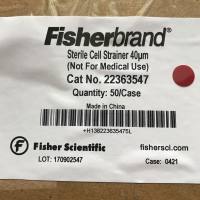 Fisherbrand®
Sterile Cell Strainer 40µm
(Not For Medical Use)
Cat No. 22363547
Quantity: 50/Case
Made in China
+H13822363547SL
Fisher Scientific fishersci.com
LOT: 170902547 Case: 0421